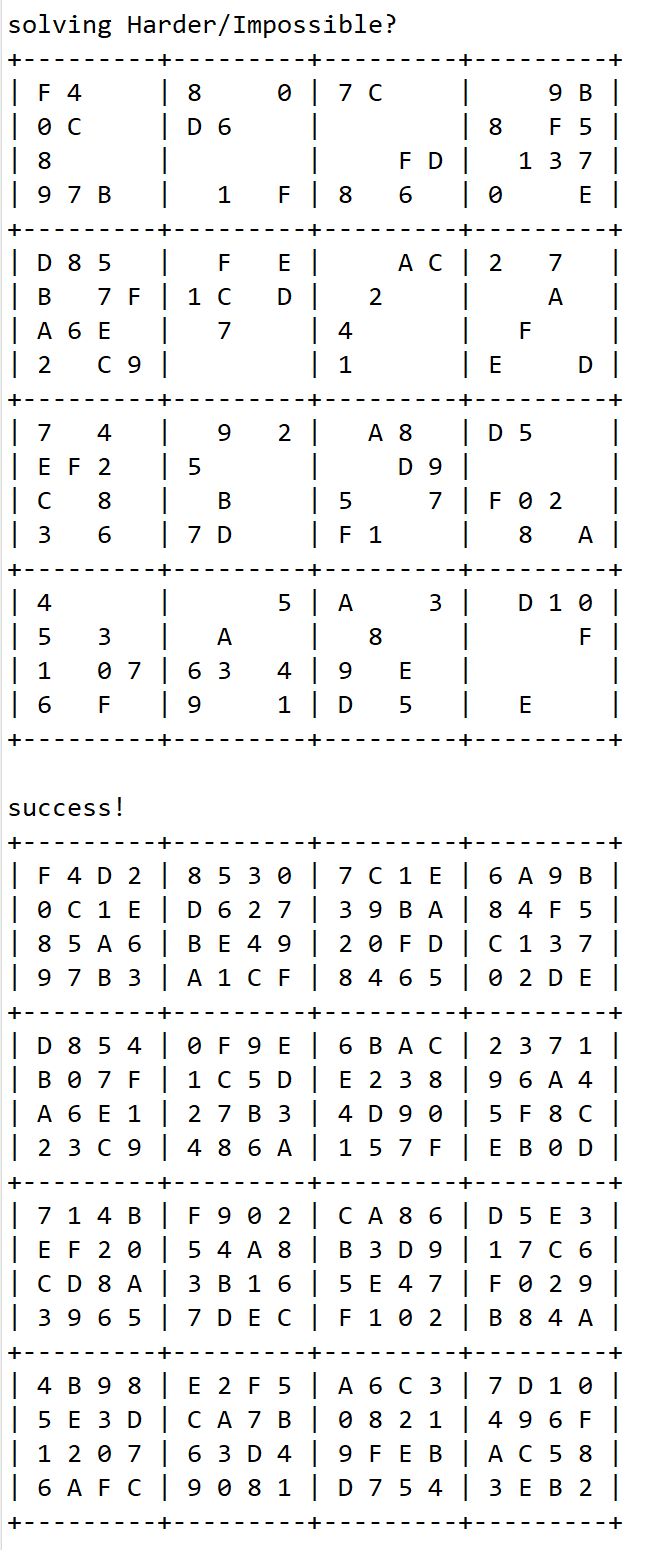 solving Harder/Impossible?
+---------+---------+---------+---------+
| F 4     | 8     0 | 7 C     |     9 B |
| 0 C     | D 6     |         | 8   F 5 |
| 8       |         |     F D |   1 3 7 |
| 9 7 B   |   1   F | 8   6   | 0     E |
+---------+---------+---------+---------+
| D 8 5   |   F   E |     A C | 2   7   |
| B   7 F | 1 C   D |   2     |     A   |
| A 6 E   |   7     | 4       |   F     |
| 2   C 9 |         | 1       | E     D |
+---------+---------+---------+---------+
| 7   4   |   9   2 |   A 8   | D 5     |
| E F 2   | 5       |     D 9 |         |
| C   8   |   B     | 5     7 | F 0 2   |
| 3   6   | 7 D     | F 1     |   8   A |
+---------+---------+---------+---------+
| 4       |       5 | A     3 |   D 1 0 |
| 5   3   |   A     |   8     |       F |
| 1   0 7 | 6 3   4 | 9   E   |         |
| 6   F   | 9     1 | D   5   |   E     |
+---------+---------+---------+---------+
success!
+---------+---------+---------+---------+
| F 4 D 2 | 8 5 3 0 | 7 C 1 E | 6 A 9 B |
| 0 C 1 E | D 6 2 7 | 3 9 B A | 8 4 F 5 |
| 8 5 A 6 | B E 4 9 | 2 0 F D | C 1 3 7 |
| 9 7 B 3 | A 1 C F | 8 4 6 5 | 0 2 D E |
+---------+---------+---------+---------+
| D 8 5 4 | 0 F 9 E | 6 B A C | 2 3 7 1 |
| B 0 7 F | 1 C 5 D | E 2 3 8 | 9 6 A 4 |
| A 6 E 1 | 2 7 B 3 | 4 D 9 0 | 5 F 8 C |
| 2 3 C 9 | 4 8 6 A | 1 5 7 F | E B 0 D |
+---------+---------+---------+---------+
| 7 1 4 B | F 9 0 2 | C A 8 6 | D 5 E 3 |
| E F 2 0 | 5 4 A 8 | B 3 D 9 | 1 7 C 6 |
| C D 8 A | 3 B 1 6 | 5 E 4 7 | F 0 2 9 |
| 3 9 6 5 | 7 D E C | F 1 0 2 | B 8 4 A |
+---------+---------+---------+---------+
| 4 B 9 8 | E 2 F 5 | A 6 C 3 | 7 D 1 0 |
| 5 E 3 D | C A 7 B | 0 8 2 1 | 4 9 6 F |
| 1 2 0 7 | 6 3 D 4 | 9 F E B | A C 5 8 |
| 6 A F C | 9 0 8 1 | D 7 5 4 | 3 E B 2 |
+---------+---------+---------+---------+